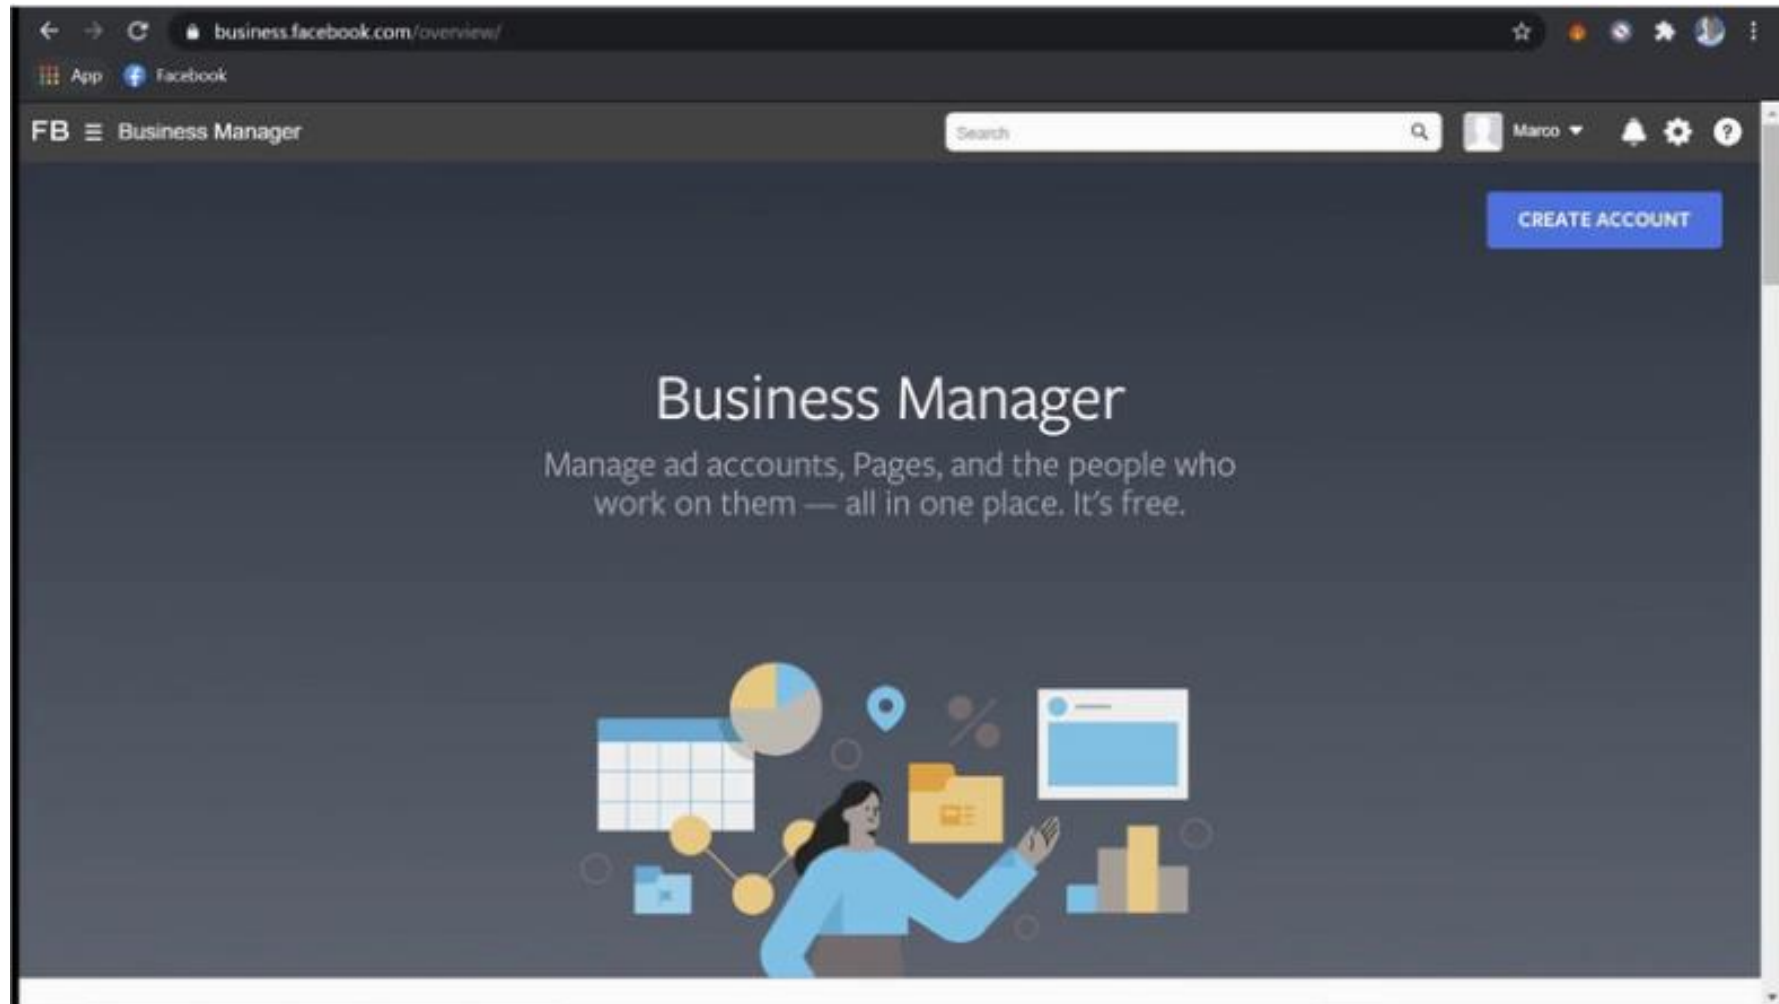 business.facebook.com/overview/
App Facebook
FB Business Manager Search Marco
CREATE ACCOUNT
Business Manager
Manage ad accounts, Pages, and the people who
work on them — all in one place. It's free.